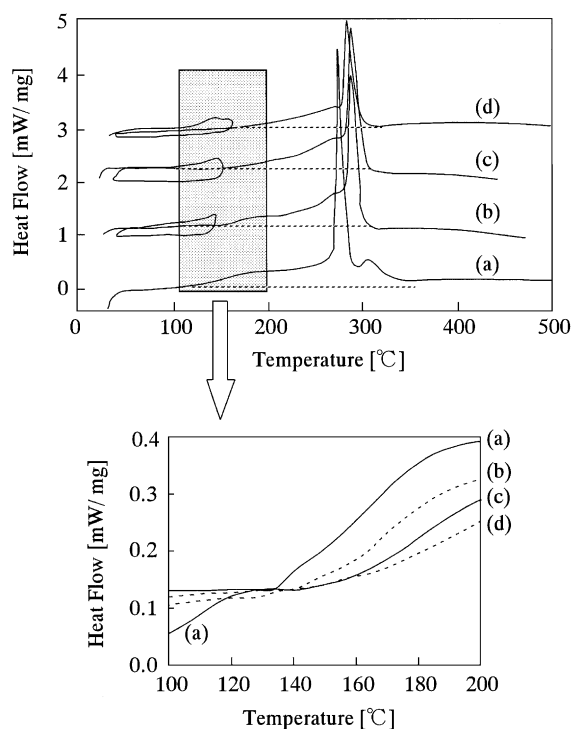 5
4
3
2
1
0
Heat Flow [mW/ mg]
(d)
(c)
(b)
(a)
0 100 200 300 400 500
Temperature [℃]
0.4
0.3
0.2
0.1
0.0
Heat Flow [mW/ mg]
(a)
(b)
(c)
(d)
(a)
100 120 140 160 180 200
Temperature [℃]